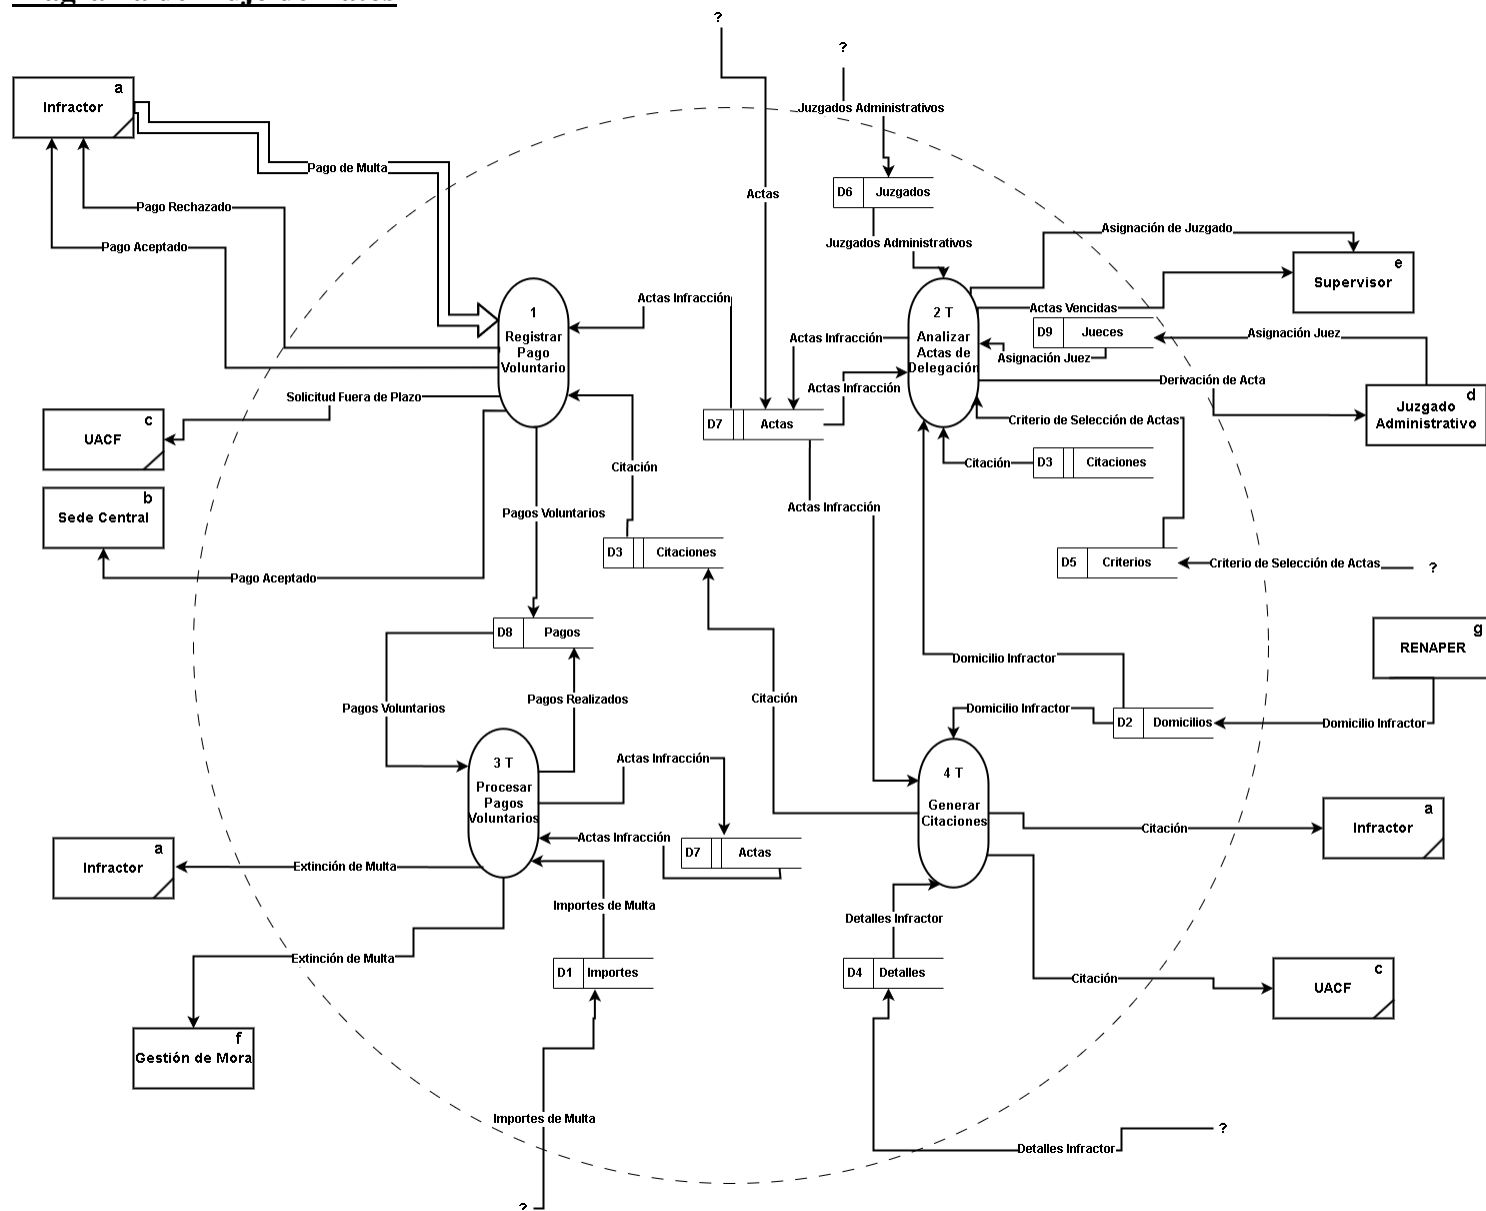 Diagrama de Flujo de Datos
?
?
a
Infractor
Juzgados Administrativos
Pago de Multa
D6 Juzgados
Actas
Pago Rechazado
Asignación de Juzgado
Pago Aceptado
Juzgados Administrativos
e
Supervisor
Actas Infracción
Actas Vencidas
1
Registrar
Pago
Voluntario
2 T
Analizar
Actas de
Delegación
D9 Jueces
Asignación Juez
Actas Infracción
Asignación Juez
Derivación de Acta
Actas Infracción
Solicitud Fuera de Plazo
d
Juzgado
Administrativo
c
UACF
D7 Actas
Criterio de Selección de Actas
Citación
Citación
D3 Citaciones
b
Sede Central
Pagos Voluntarios
Actas Infracción
D3 Citaciones
D5 Criterios
Criterio de Selección de Actas
?
Pago Aceptado
D8 Pagos
g
RENAPER
Domicilio Infractor
Pagos Realizados
Citación
Pagos Voluntarios
Domicilio Infractor
D2 Domicilios
Domicilio Infractor
3 T
Procesar
Pagos
Voluntarios
Actas Infracción
4 T
Generar
Citaciones
a
Infractor
Citación
Actas Infracción
D7 Actas
a
Infractor
Extinción de Multa
Importes de Multa
Detalles Infractor
Extinción de Multa
D1 Importes
D4 Detalles
Citación
c
UACF
f
Gestión de Mora
Importes de Multa
?
Detalles Infractor
?